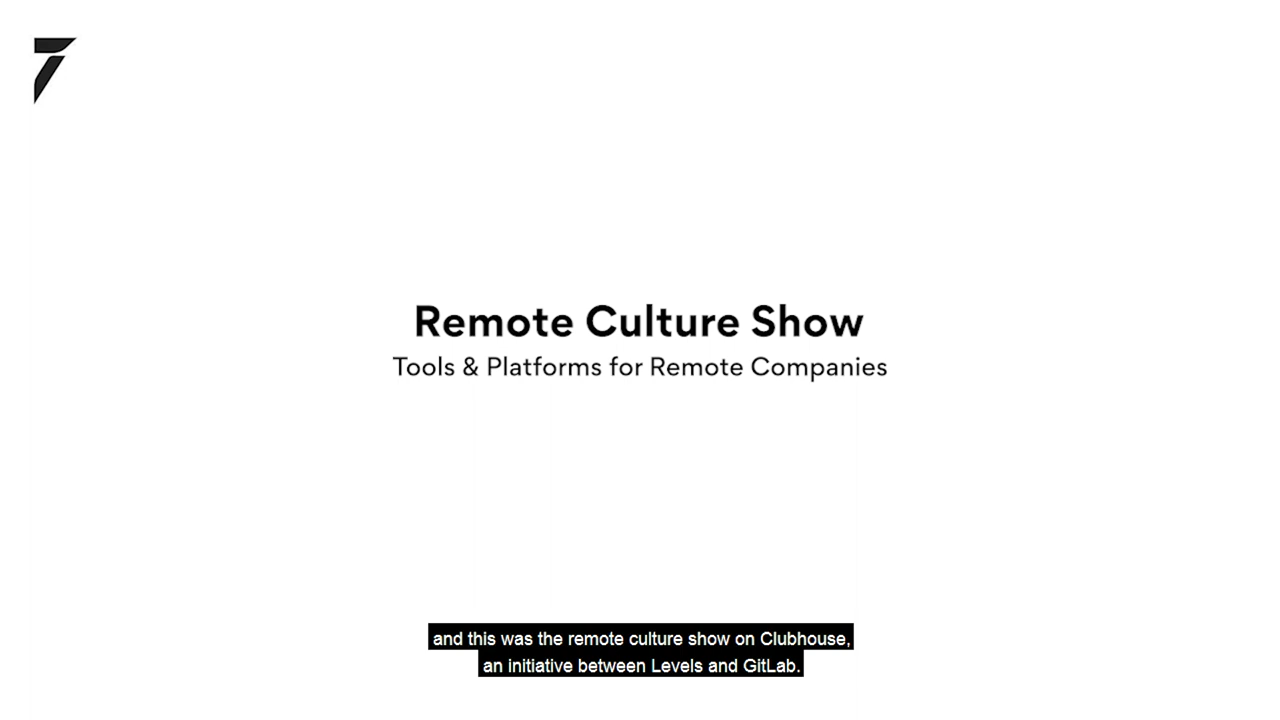 Remote Culture Show
Tools & Platforms for Remote Companies
and this was the remote culture show on Clubhouse,
an initiative between Levels and GitLab.